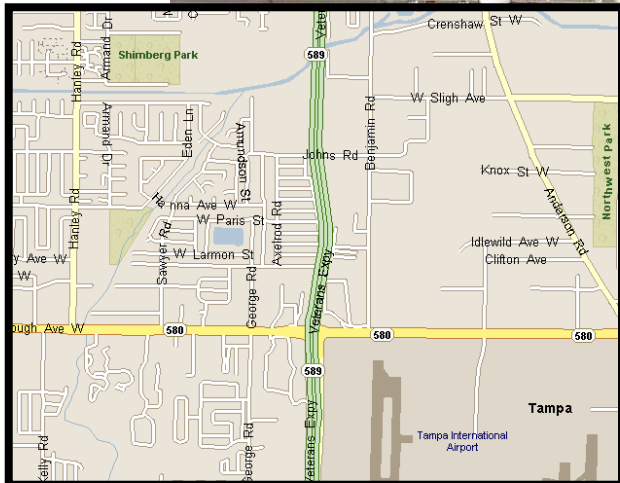 Crenshaw St W
Armand Dr
Veter
Hanley Rd
Shimberg Park
589
W Sligh Ave
Benjamin Rd
Armand Dr
Eden Ln
Amundson St
Johns Rd
Northwest Park
Knox St W
Hanna Ave W
Anderson Rd
W Paris St
Hanley Rd
Sawyer Rd
Axelrod Rd
Idlewild Ave W
y Ave W
W Larmon St
Clifton Ave
W
George Rd
Veterans Expy
ough Ave W
580
580
580
589
Tampa
Kelly Rd
George Rd
Veterans Expy
Tampa International
Airport